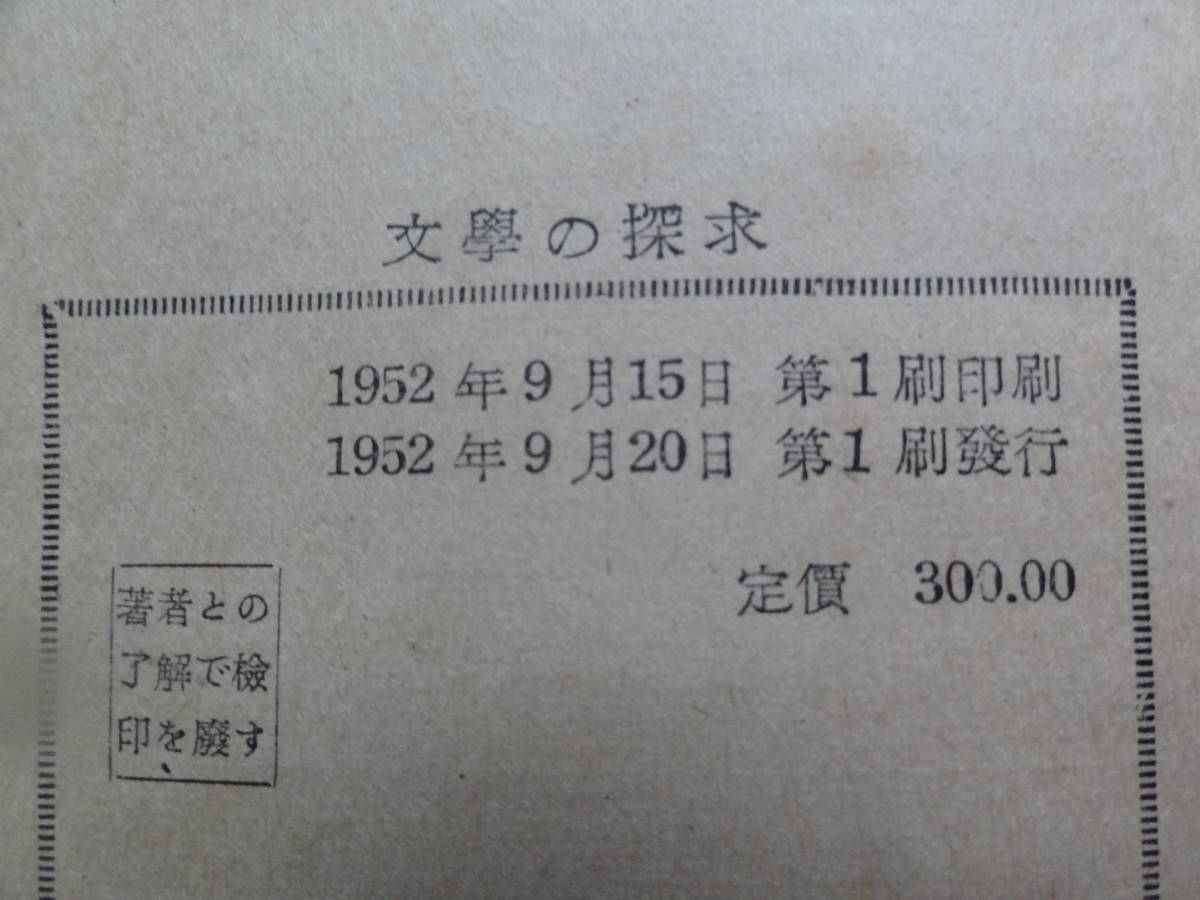 文學の探求
1952年9月15日 第1刷印刷
1952年9月20日 第1刷發行
定價 300.00
著者との
了解で檢
印を廢す